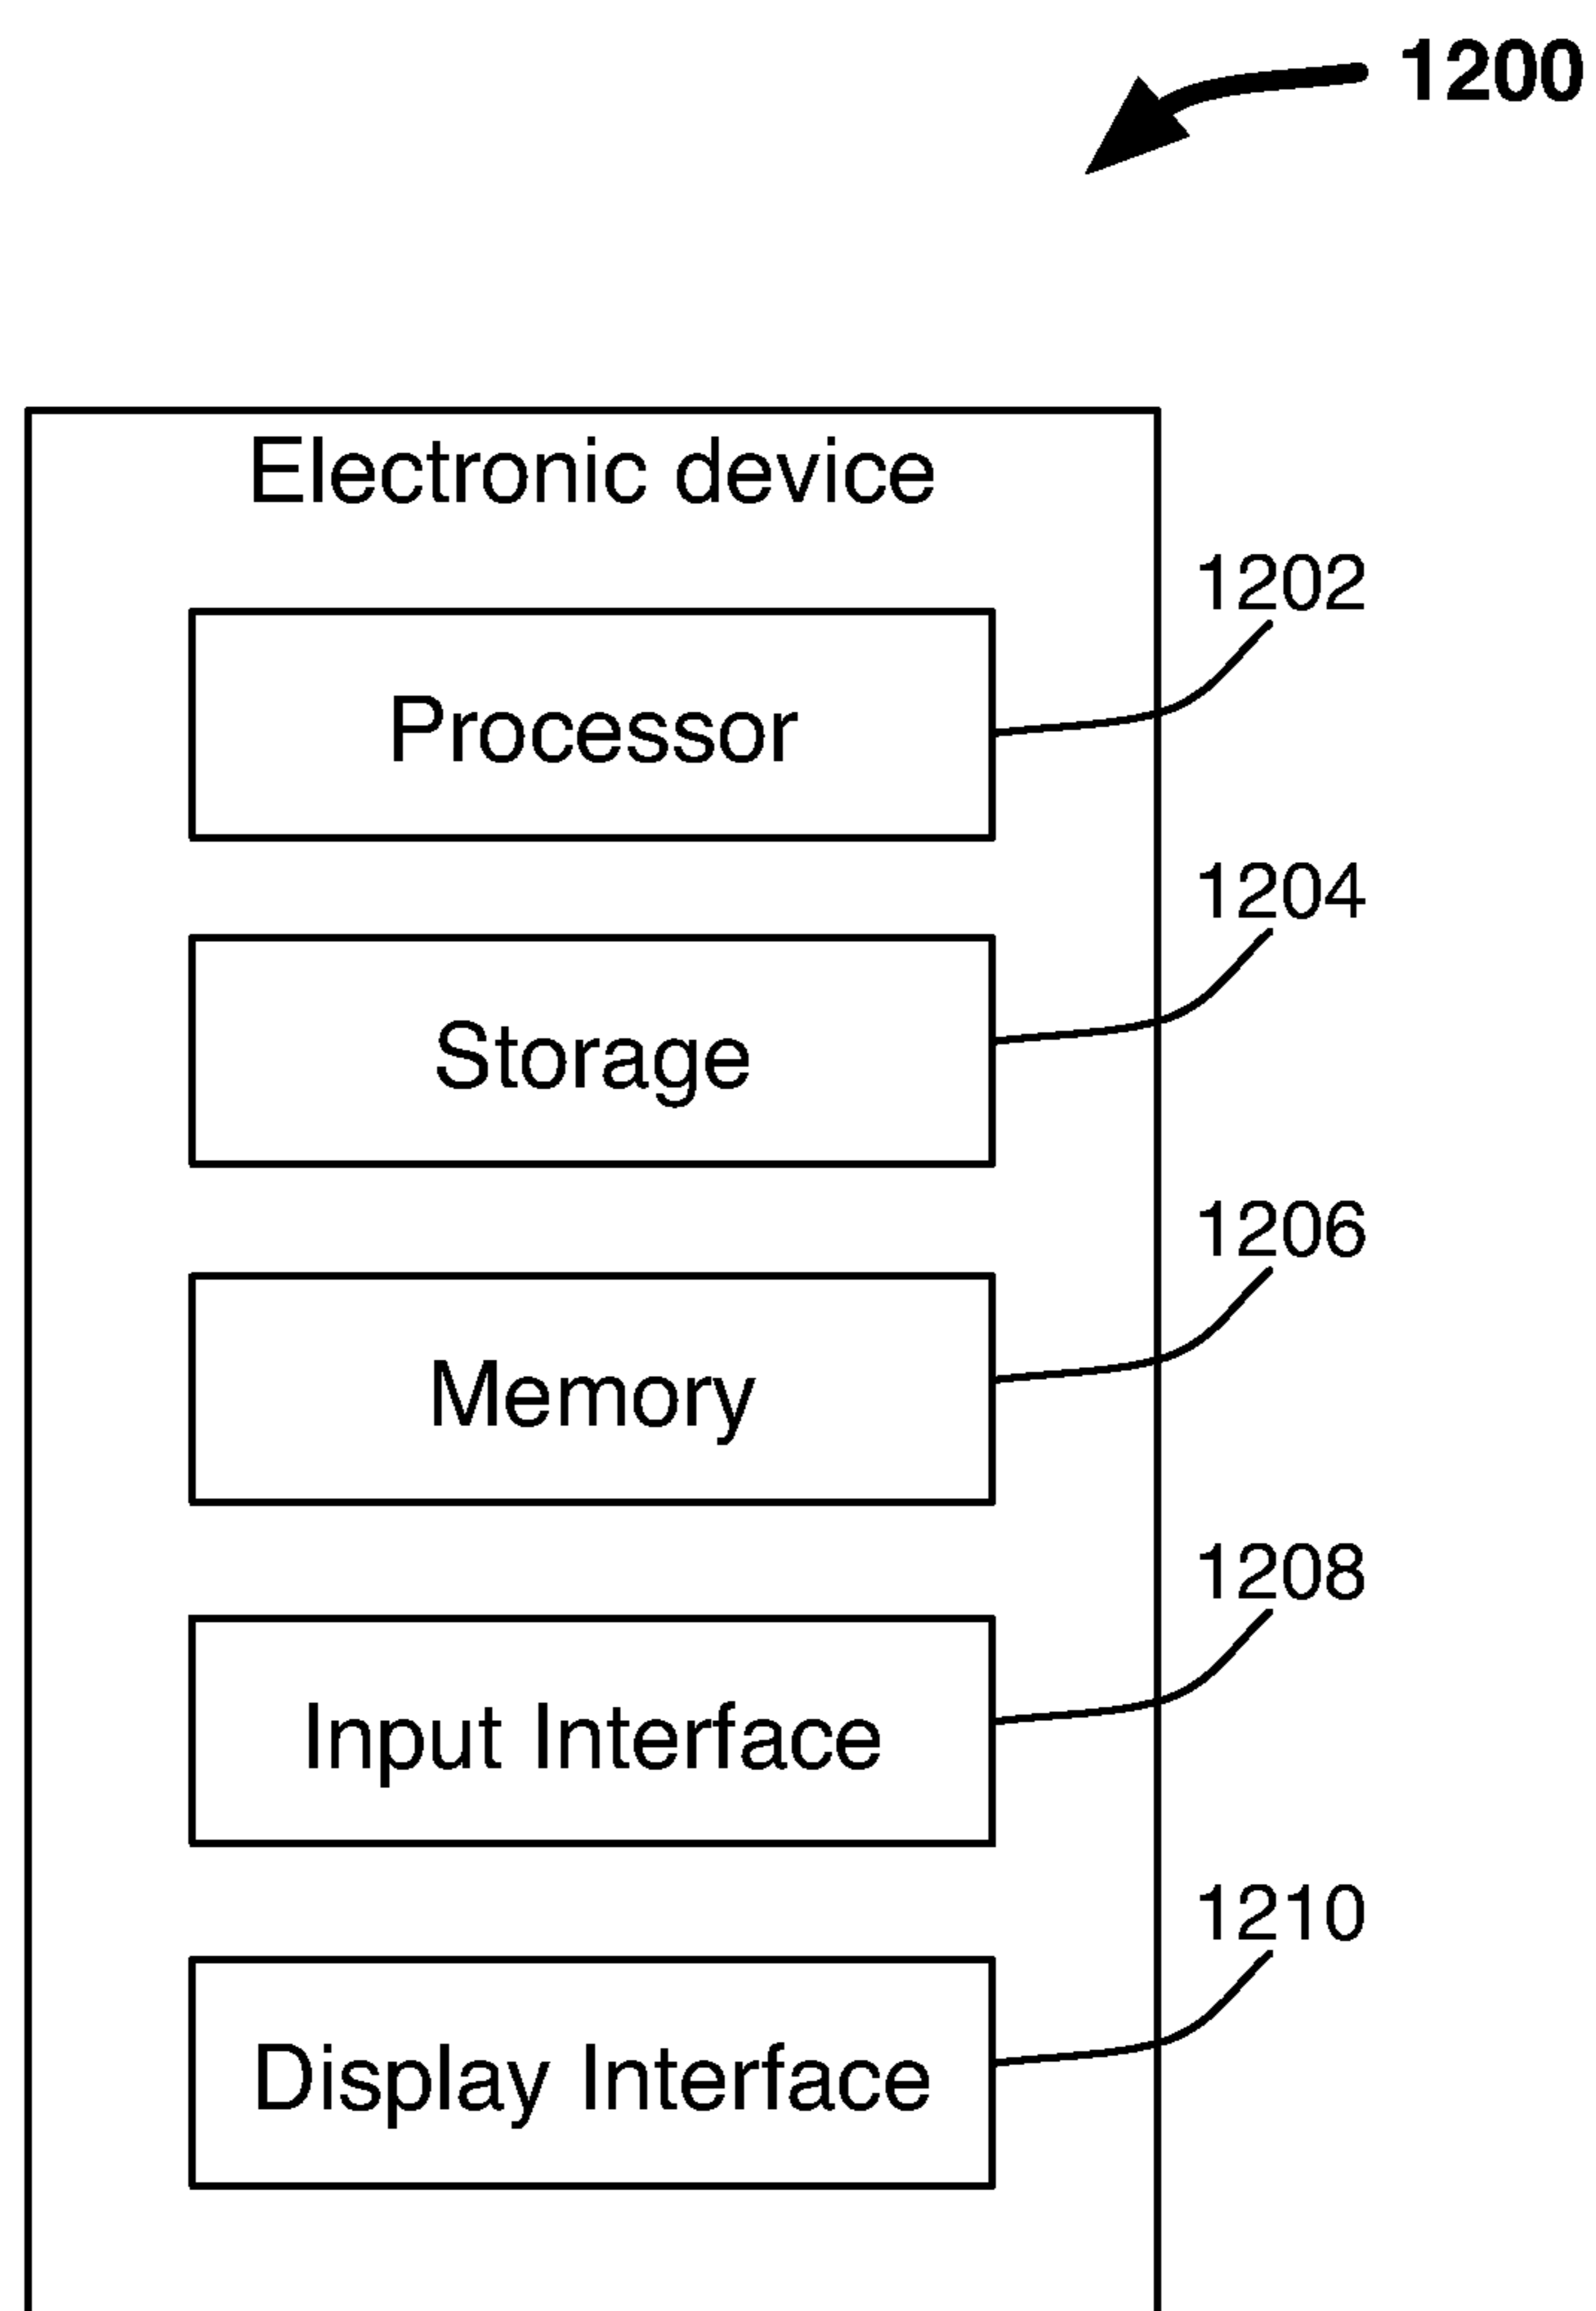 1200
Electronic device
1202
Processor
1204
Storage
1206
Memory
1208
Input Interface
1210
Display Interface